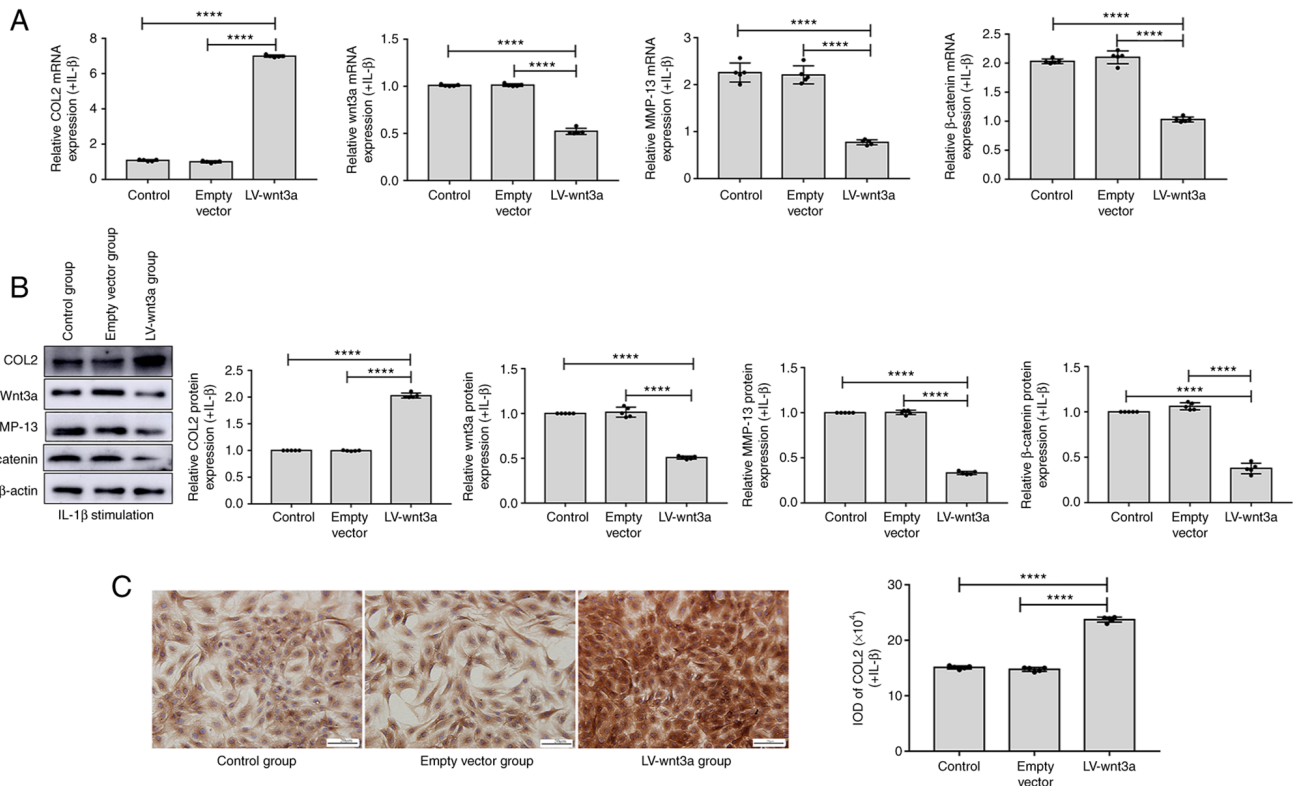 A
****
****
Relative COL2 mRNA
expression (+IL-β)
8
6
4
2
0
Control
Empty
vector
LV-wnt3a
****
****
Relative wnt3a mRNA
expression (+IL-β)
1.5
1.0
0.5
0.0
Control
Empty
vector
LV-wnt3a
****
****
Relative MMP-13 mRNA
expression (+IL-β)
3
2
1
0
Control
Empty
vector
LV-wnt3a
****
****
Relative β-catenin mRNA
expression (+IL-β)
2.5
2.0
1.5
1.0
0.5
0.0
Control
Empty
vector
LV-wnt3a
B
Control group
Empty vector group
LV-wnt3a group
COL2
Wnt3a
MP-13
catenin
β-actin
IL-1β stimulation
****
****
Relative COL2 protein
expression (+IL-β)
2.5
2.0
1.5
1.0
0.5
0.0
Control
Empty
vector
LV-wnt3a
****
****
Relative wnt3a protein
expression (+IL-β)
1.5
1.0
0.5
0.0
Control
Empty
vector
LV-wnt3a
****
****
Relative MMP-13 protein
expression (+IL-β)
1.5
1.0
0.5
0.0
Control
Empty
vector
LV-wnt3a
****
****
Relative β-catenin protein
expression (+IL-β)
1.5
1.0
0.5
0.0
Control
Empty
vector
LV-wnt3a
C
Control group
Empty vector group
LV-wnt3a group
****
****
IOD of COL2 (×10⁴)
(+IL-β)
30
20
10
0
Control
Empty
vector
LV-wnt3a